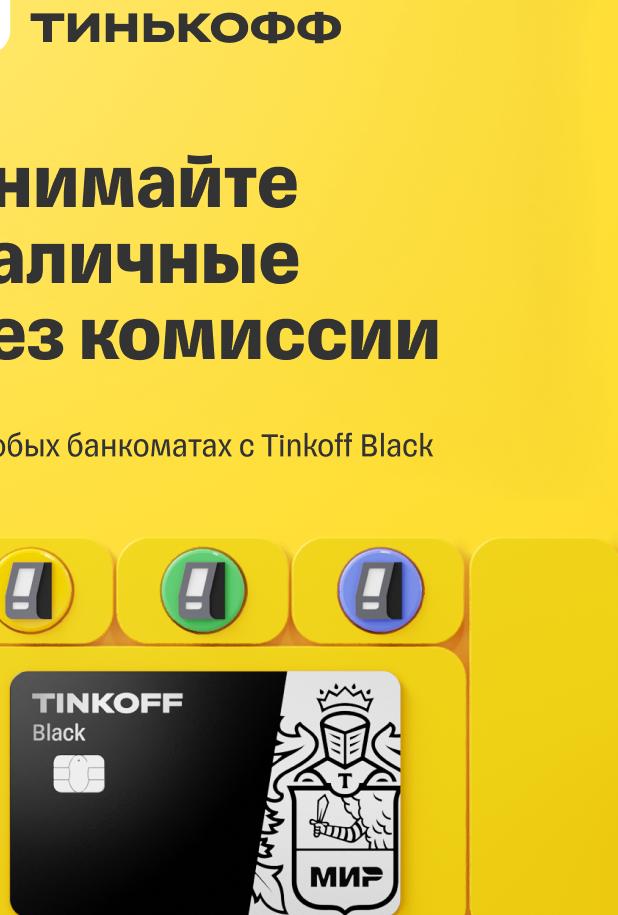 ТИНЬКОФФ
нимайте
аличные
ез комиссии
обых банкоматах с Tinkoff Black
TINKOFF
Black
T
МИР